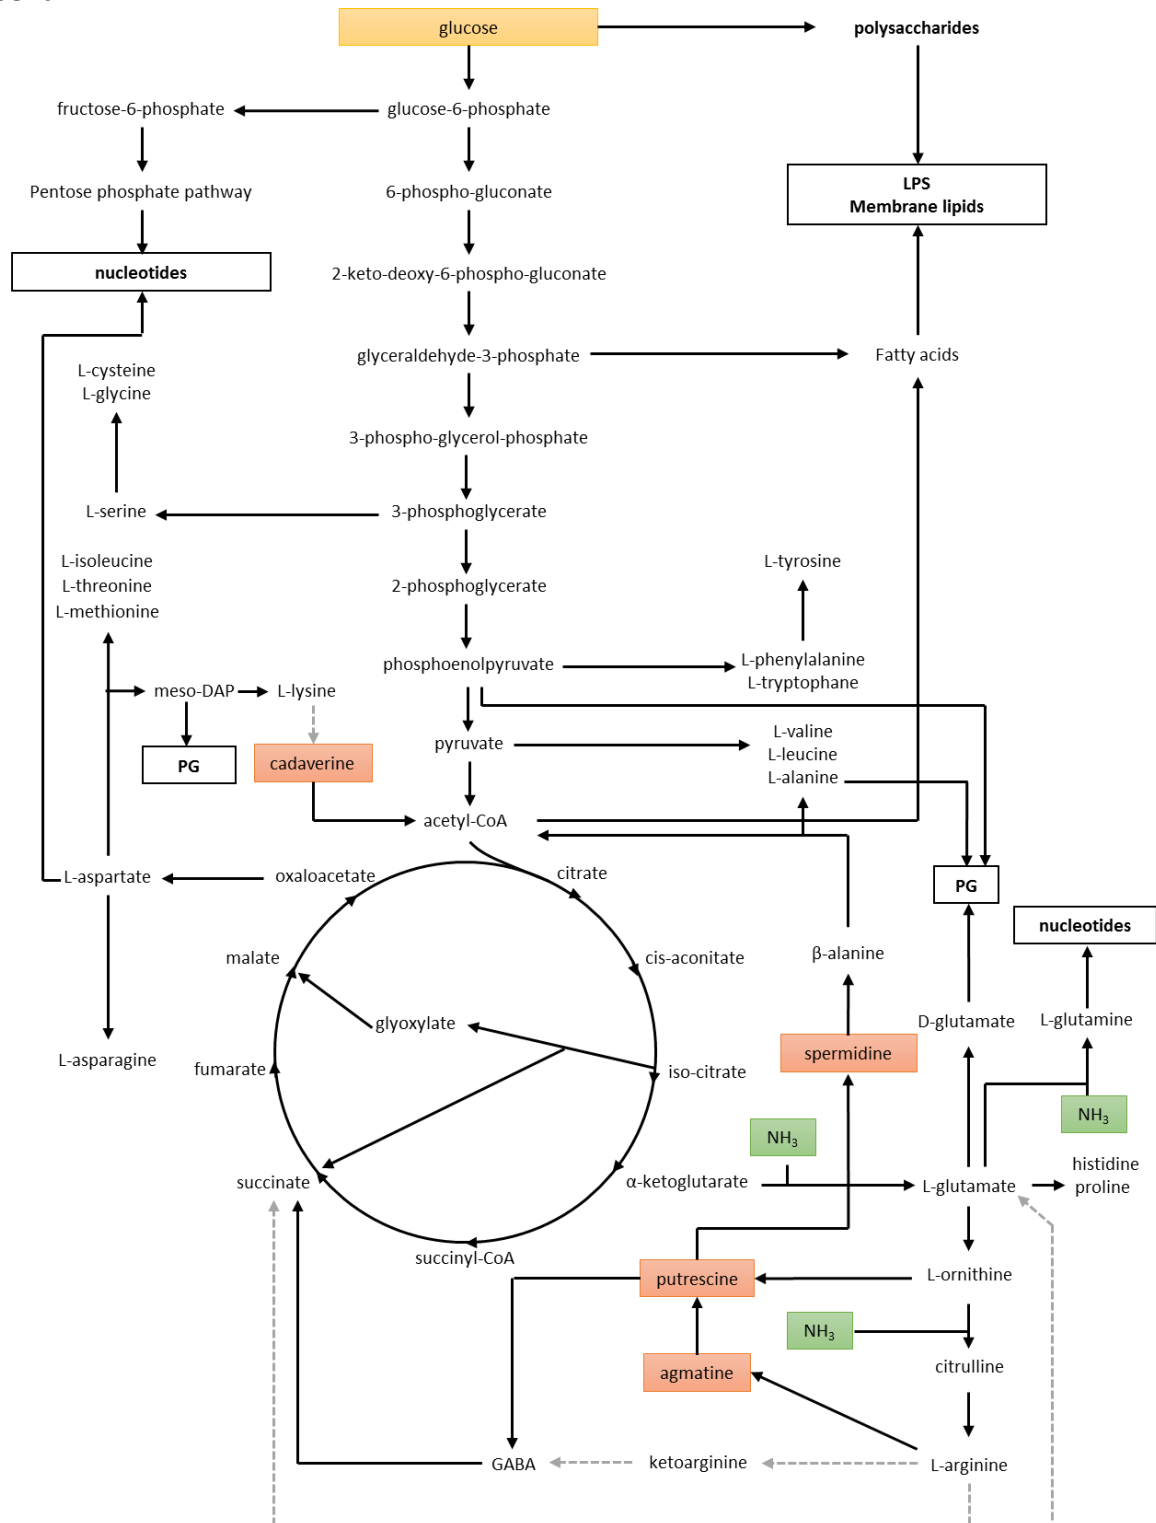 glucose
polysaccharides
fructose-6-phosphate
glucose-6-phosphate
Pentose phosphate pathway
6-phospho-gluconate
LPS
Membrane lipids
nucleotides
2-keto-deoxy-6-phospho-gluconate
glyceraldehyde-3-phosphate
Fatty acids
L-cysteine
L-glycine
3-phospho-glycerol-phosphate
L-serine
3-phosphoglycerate
L-isoleucine
L-threonine
L-methionine
2-phosphoglycerate
L-tyrosine
phosphoenolpyruvate
L-phenylalanine
L-tryptophane
meso-DAP
L-lysine
PG
cadaverine
pyruvate
L-valine
L-leucine
L-alanine
acetyl-CoA
L-aspartate
oxaloacetate
citrate
PG
nucleotides
malate
cis-aconitate
β-alanine
glyoxylate
D-glutamate
L-glutamine
L-asparagine
fumarate
iso-citrate
spermidine
NH3
NH3
succinate
α-ketoglutarate
L-glutamate
histidine
proline
succinyl-CoA
putrescine
L-ornithine
NH3
agmatine
citrulline
GABA
ketoarginine
L-arginine